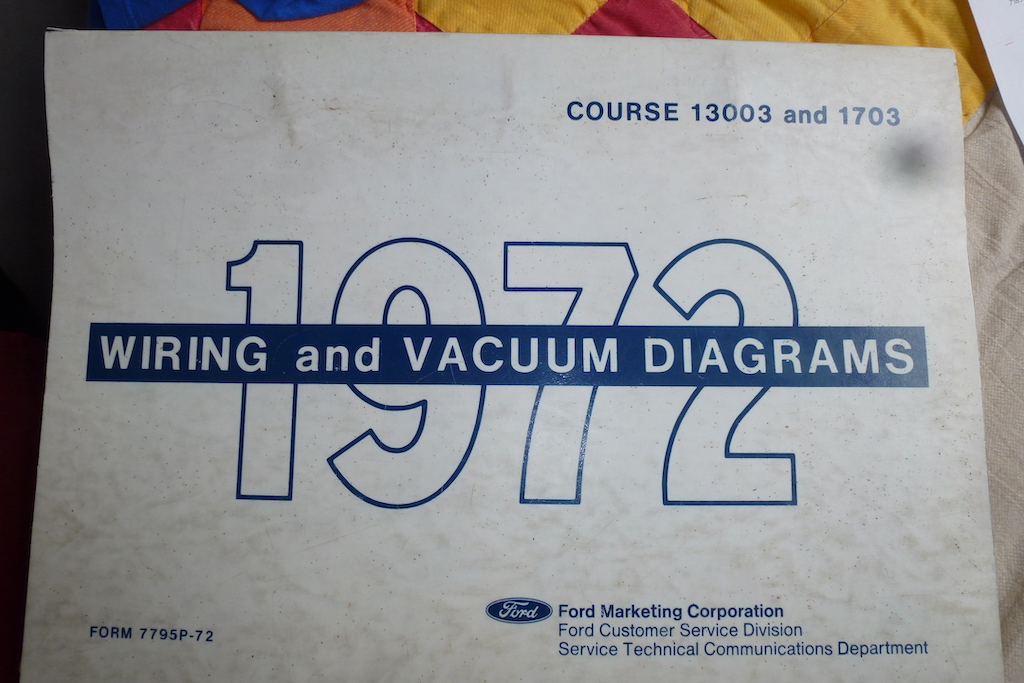 COURSE 13003 and 1703
1972
WIRING and VACUUM DIAGRAMS
Ford
Ford Marketing Corporation
Ford Customer Service Division
Service Technical Communications Department
FORM 7795P-72